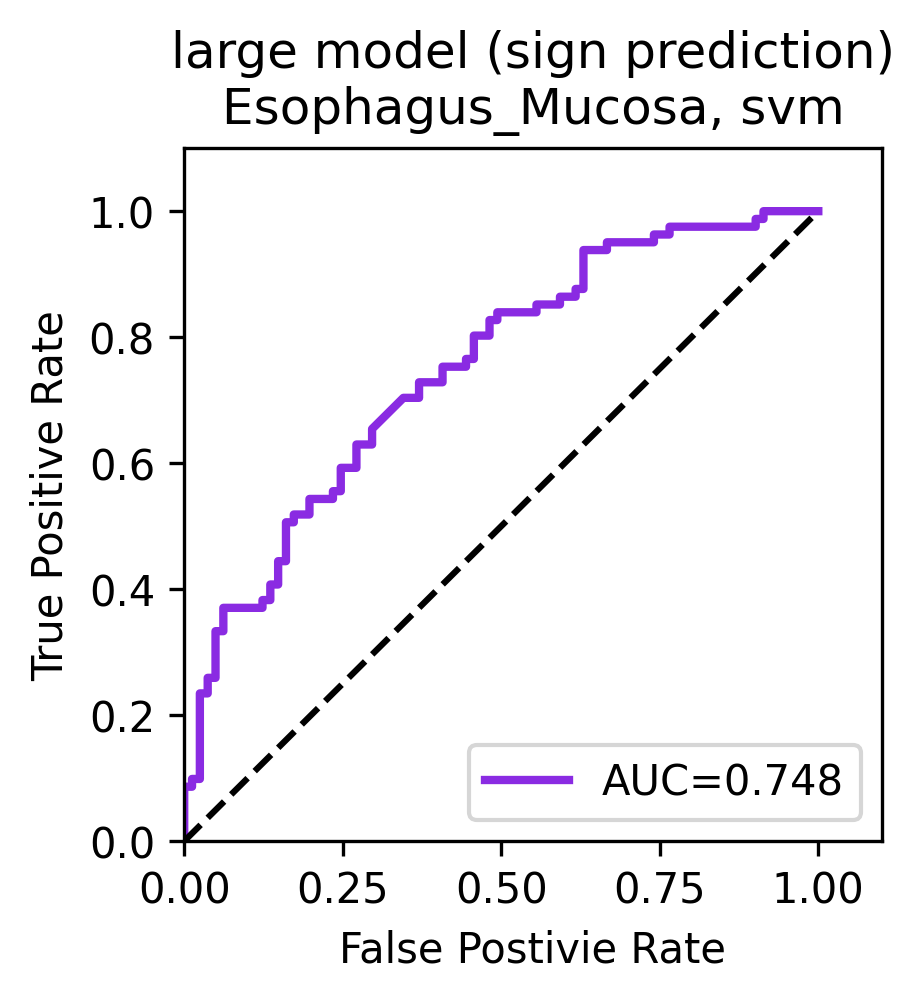 large model (sign prediction)
Esophagus_Mucosa, svm
True Positive Rate
1.0
0.8
0.6
0.4
0.2
0.0
AUC=0.748
0.00 0.25 0.50 0.75 1.00
False Postivie Rate